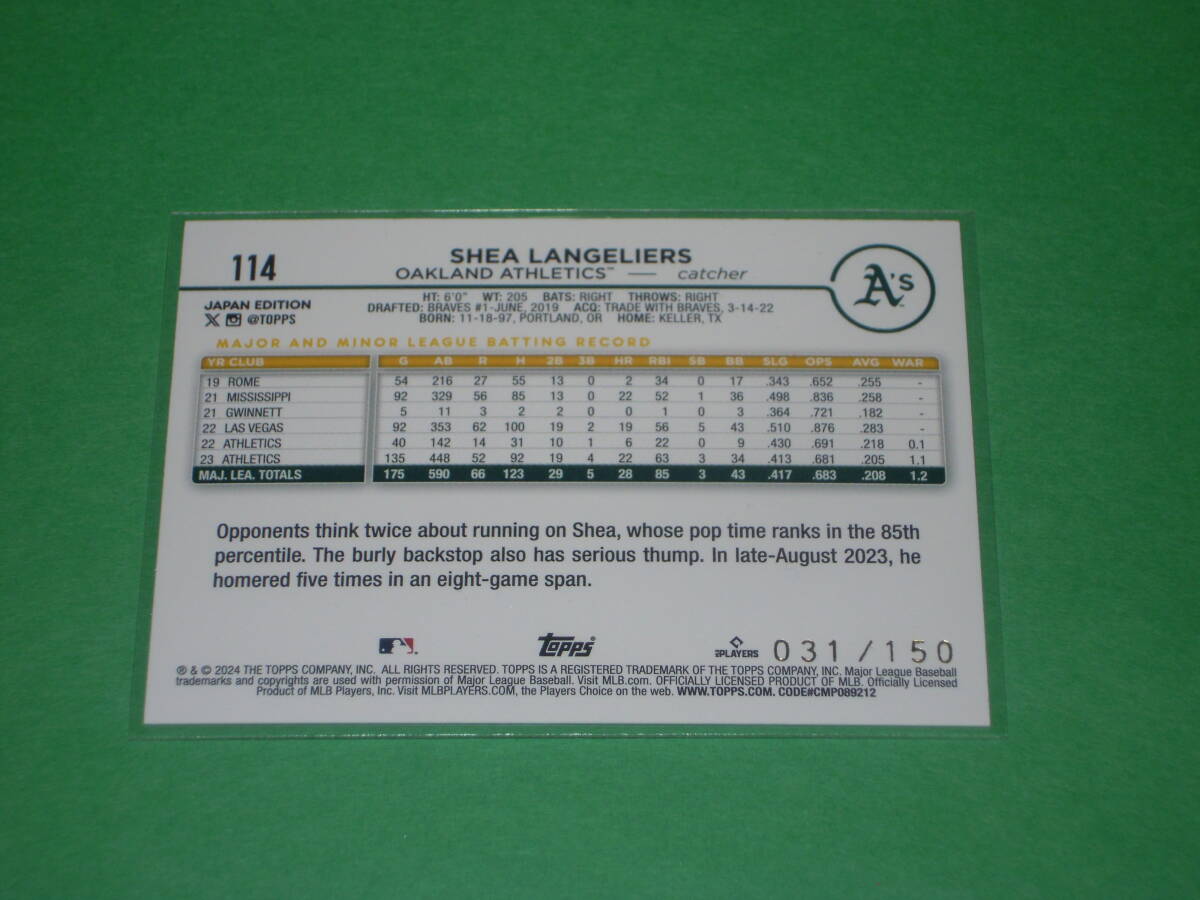 114
SHEA LANGELIERS
OAKLAND ATHLETICS™ — catcher
A's
JAPAN EDITION
@TOPPS
HT: 6'0" WT: 205 BATS: RIGHT THROWS: RIGHT
DRAFTED: BRAVES #1-JUNE, 2019 ACQ: TRADE WITH BRAVES, 3-14-22
BORN: 11-18-97, PORTLAND, OR HOME: KELLER, TX
MAJOR AND MINOR LEAGUE BATTING RECORD
YR CLUB G AB R H 2B 3B HR RBI SB BB SLG OPS AVG WAR
19 ROME 54 216 27 55 13 0 2 34 0 17 .343 .652 .255 -
21 MISSISSIPPI 92 329 56 85 13 0 22 52 1 36 .498 .836 .258 -
21 GWINNETT 5 11 3 2 2 0 0 1 0 3 .364 .721 .182 -
22 LAS VEGAS 92 353 62 100 19 2 19 56 5 43 .510 .876 .283 -
22 ATHLETICS 40 142 14 31 10 1 6 22 0 9 .430 .691 .218 0.1
23 ATHLETICS 135 448 52 92 19 4 22 63 3 34 .413 .681 .205 1.1
MAJ. LEA. TOTALS 175 590 66 123 29 5 28 85 3 43 .417 .683 .208 1.2
Opponents think twice about running on Shea, whose pop time ranks in the 85th
percentile. The burly backstop also has serious thump. In late-August 2023, he
homered five times in an eight-game span.
topps
PLAYERS
031/150
℗ & © 2024 THE TOPPS COMPANY, INC. ALL RIGHTS RESERVED. TOPPS IS A REGISTERED TRADEMARK OF THE TOPPS COMPANY, INC. Major League Baseball
trademarks and copyrights are used with permission of Major League Baseball. Visit MLB.com. OFFICIALLY LICENSED PRODUCT OF MLB. Officially Licensed
Product of MLB Players, Inc. Visit MLBPLAYERS.COM, the Players Choice on the web. WWW.TOPPS.COM. CODE#CMP089212